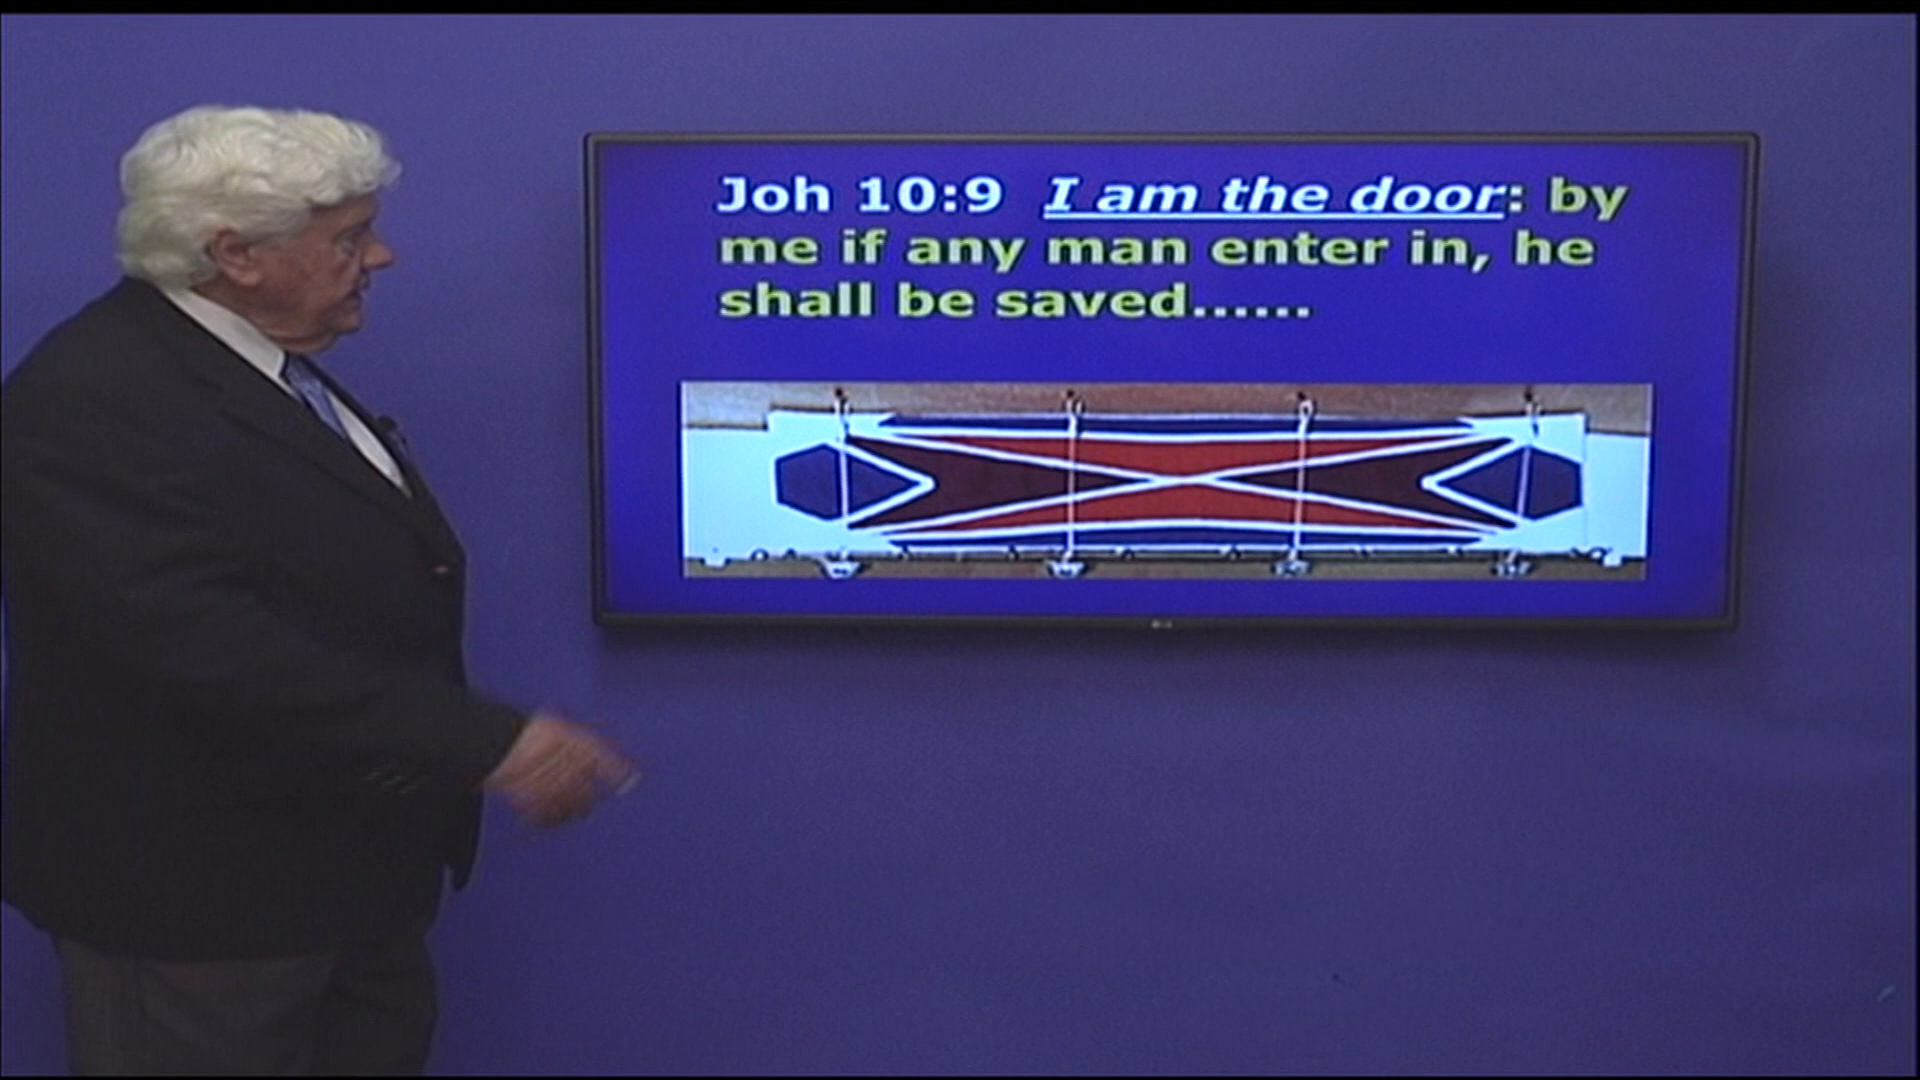 Joh 10:9 I am the door: by
me if any man enter in, he
shall be saved......